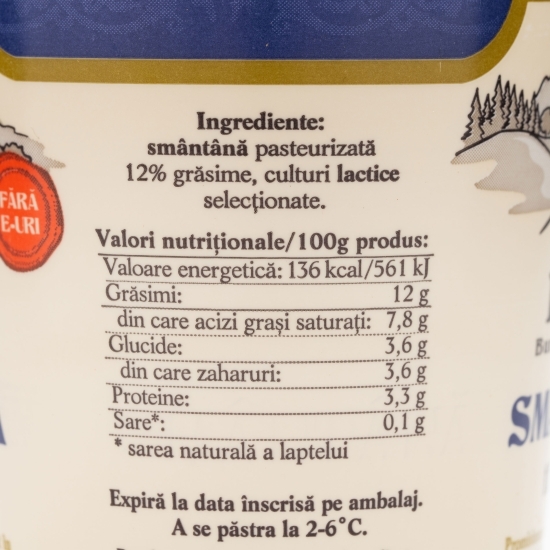 Ingrediente:
smântână pasteurizată
12% grăsime, culturi lactice
selecționate.
FĂRĂ
E-URI
Valori nutriționale/100g produs:
Valoare energetică: 136 kcal/561 kJ
Grăsimi: 12 g
din care acizi grași saturați: 7,8 g
Glucide: 3,6 g
din care zaharuri: 3,6 g
Proteine: 3,3 g
Sare*: 0,1 g
* sarea naturală a laptelui
Expiră la data înscrisă pe ambalaj.
A se păstra la 2-6°C.